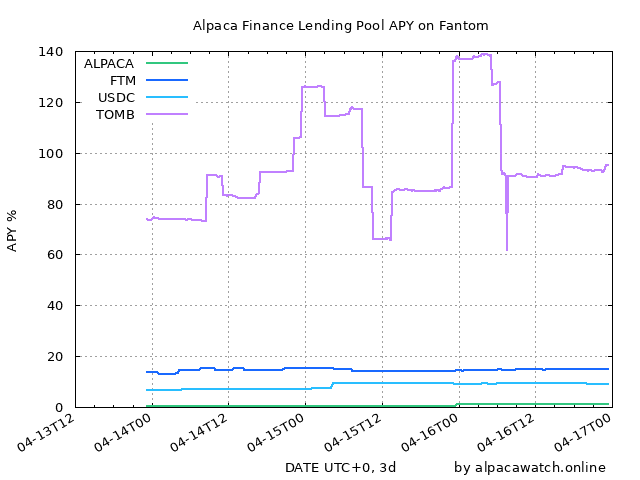 Alpaca Finance Lending Pool APY on Fantom
APY %
140
120
100
80
60
40
20
0
ALPACA
FTM
USDC
TOMB
04-13T12
04-14T00
04-14T12
04-15T00
04-15T12
04-16T00
04-16T12
04-17T00
DATE UTC+0, 3d
by alpacawatch.online